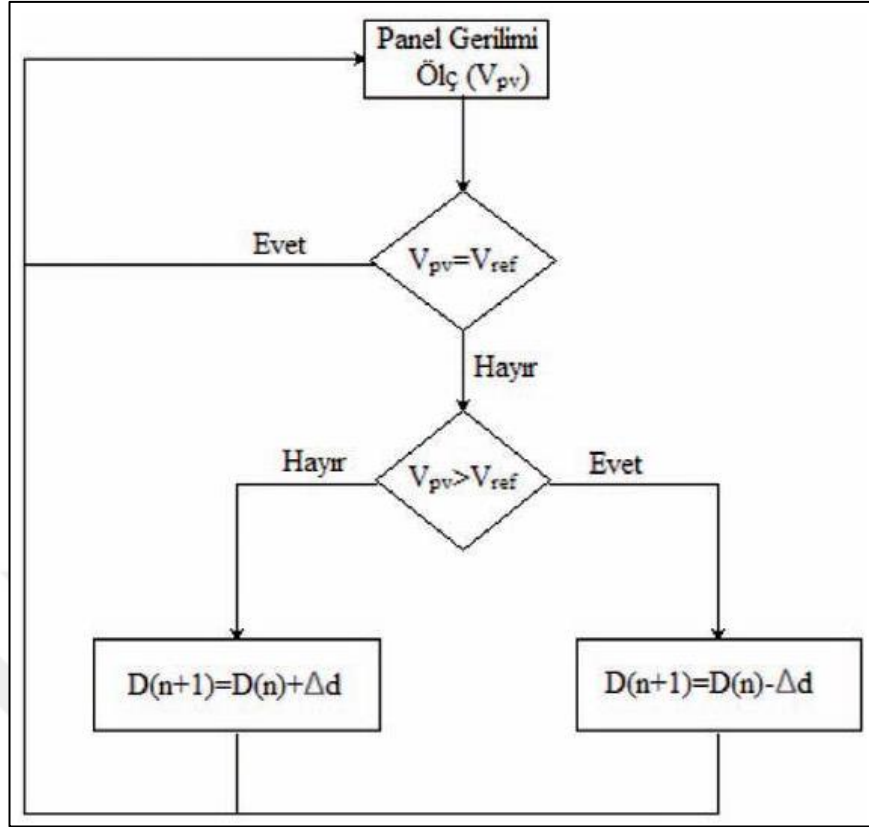 Panel Gerilimi
Ölç (Vpv)
Evet
Vpv=Vref
Hayır
Hayır
Vpv>Vref
Evet
D(n+1)=D(n)+Δd
D(n+1)=D(n)-Δd